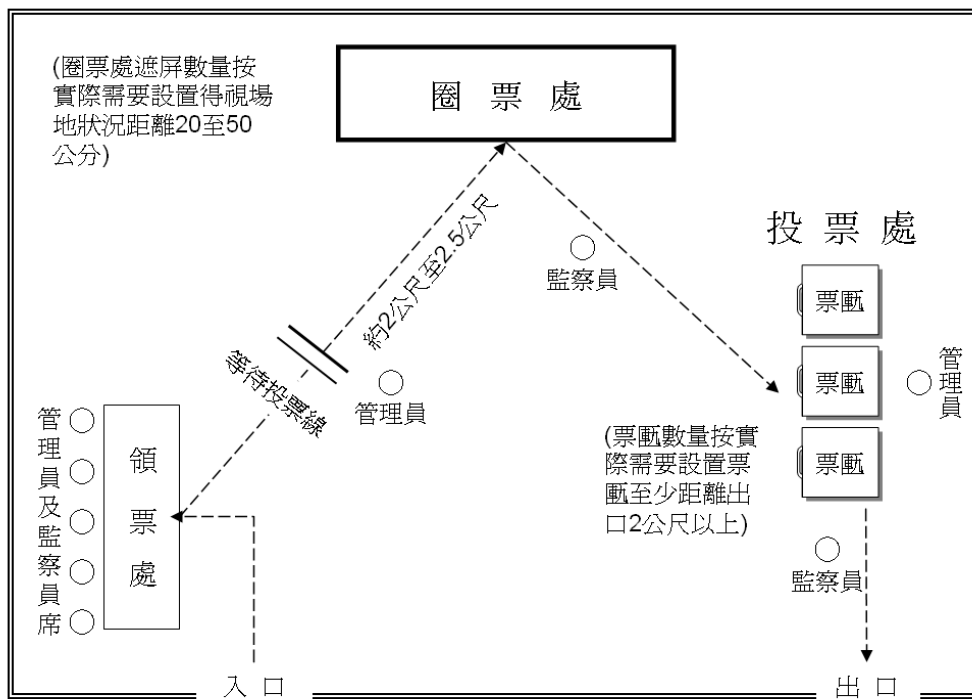 (圈票處遮屏數量按
實際需要設置得視場
地狀況距離20至50
公分)
圈票處
約2公尺至2.5公尺
等待投票線
管理員
監察員
投票處
票匭
票匭
票匭
管理員
(票匭數量按實
際需要設置票
匭至少距離出
口2公尺以上)
監察員
管理員及監察員席
領票處
入口
出口